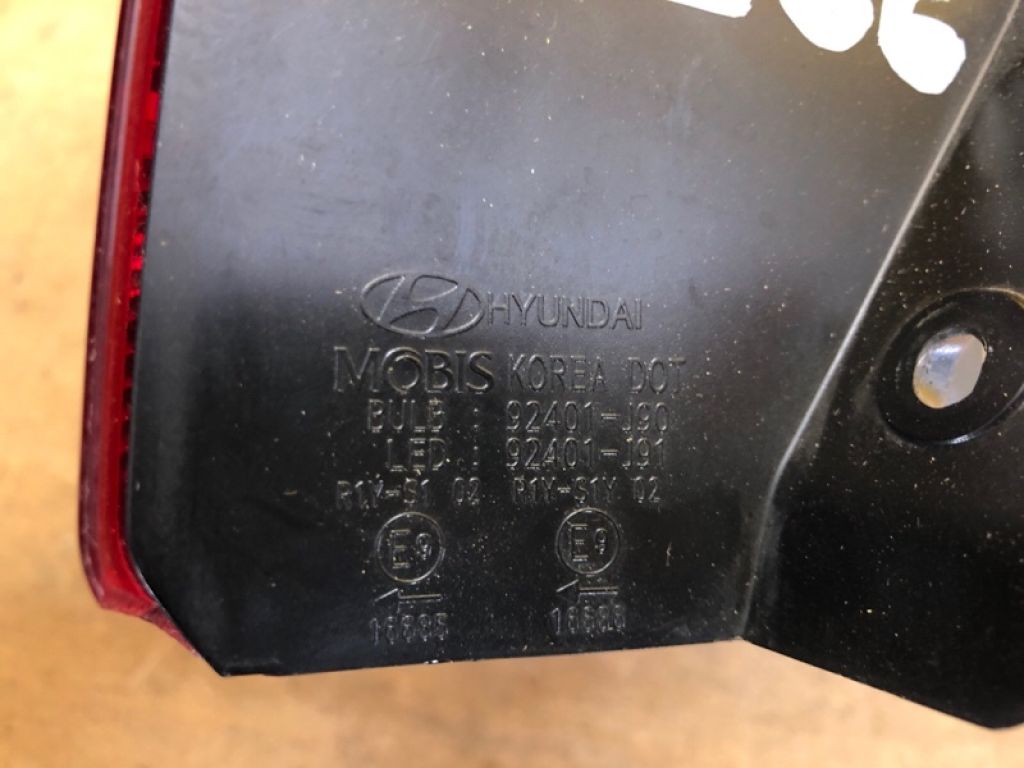 HYUNDAI
MOBIS KOREA DOT
BULB : 92401-J90
LED : 92401-J91
R1Y-S1 02 R1Y-S1Y 02
E9 E9